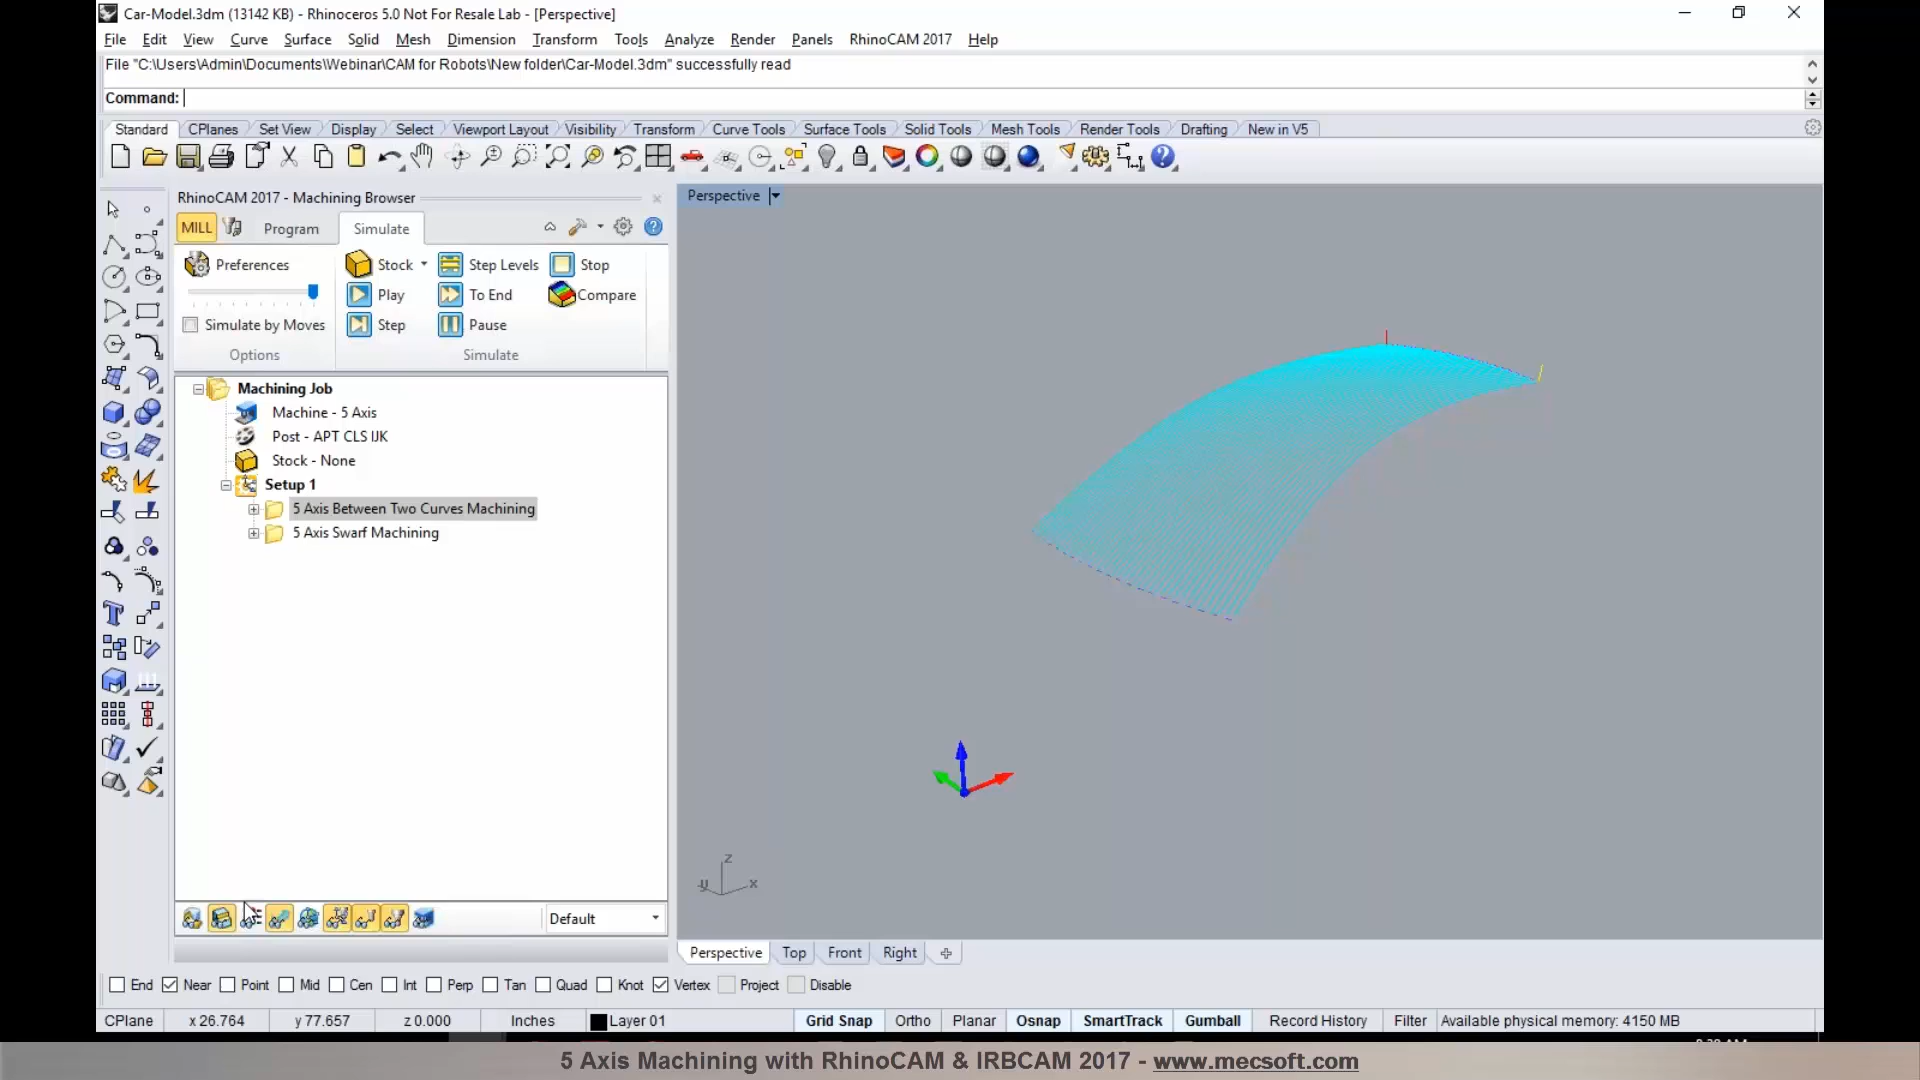 Car-Model.3dm (13142 KB) - Rhinoceros 5.0 Not For Resale Lab - [Perspective]
File Edit View Curve Surface Solid Mesh Dimension Transform Tools Analyze Render Panels RhinoCAM 2017 Help
File "C:\Users\Admin\Documents\Webinar\CAM for Robots\New folder\Car-Model.3dm" successfully read
Command:
Standard CPlanes Set View Display Select Viewport Layout Visibility Transform Curve Tools Surface Tools Solid Tools Mesh Tools Render Tools Drafting New in V5
RhinoCAM 2017 - Machining Browser
MILL Program Simulate
Preferences Stock Step Levels Stop
Play To End Compare
Simulate by Moves Step Pause
Options Simulate
Perspective
Machining Job
Machine - 5 Axis
Post - APT CLS IJK
Stock - None
Setup 1
5 Axis Between Two Curves Machining
5 Axis Swarf Machining
z
y x
Default
Perspective Top Front Right
End Near Point Mid Cen Int Perp Tan Quad Knot Vertex Project Disable
CPlane x 26.764 y 77.657 z 0.000 Inches Layer 01 Grid Snap Ortho Planar Osnap SmartTrack Gumball Record History Filter Available physical memory: 4150 MB
5 Axis Machining with RhinoCAM & IRBCAM 2017 - www.mecsoft.com